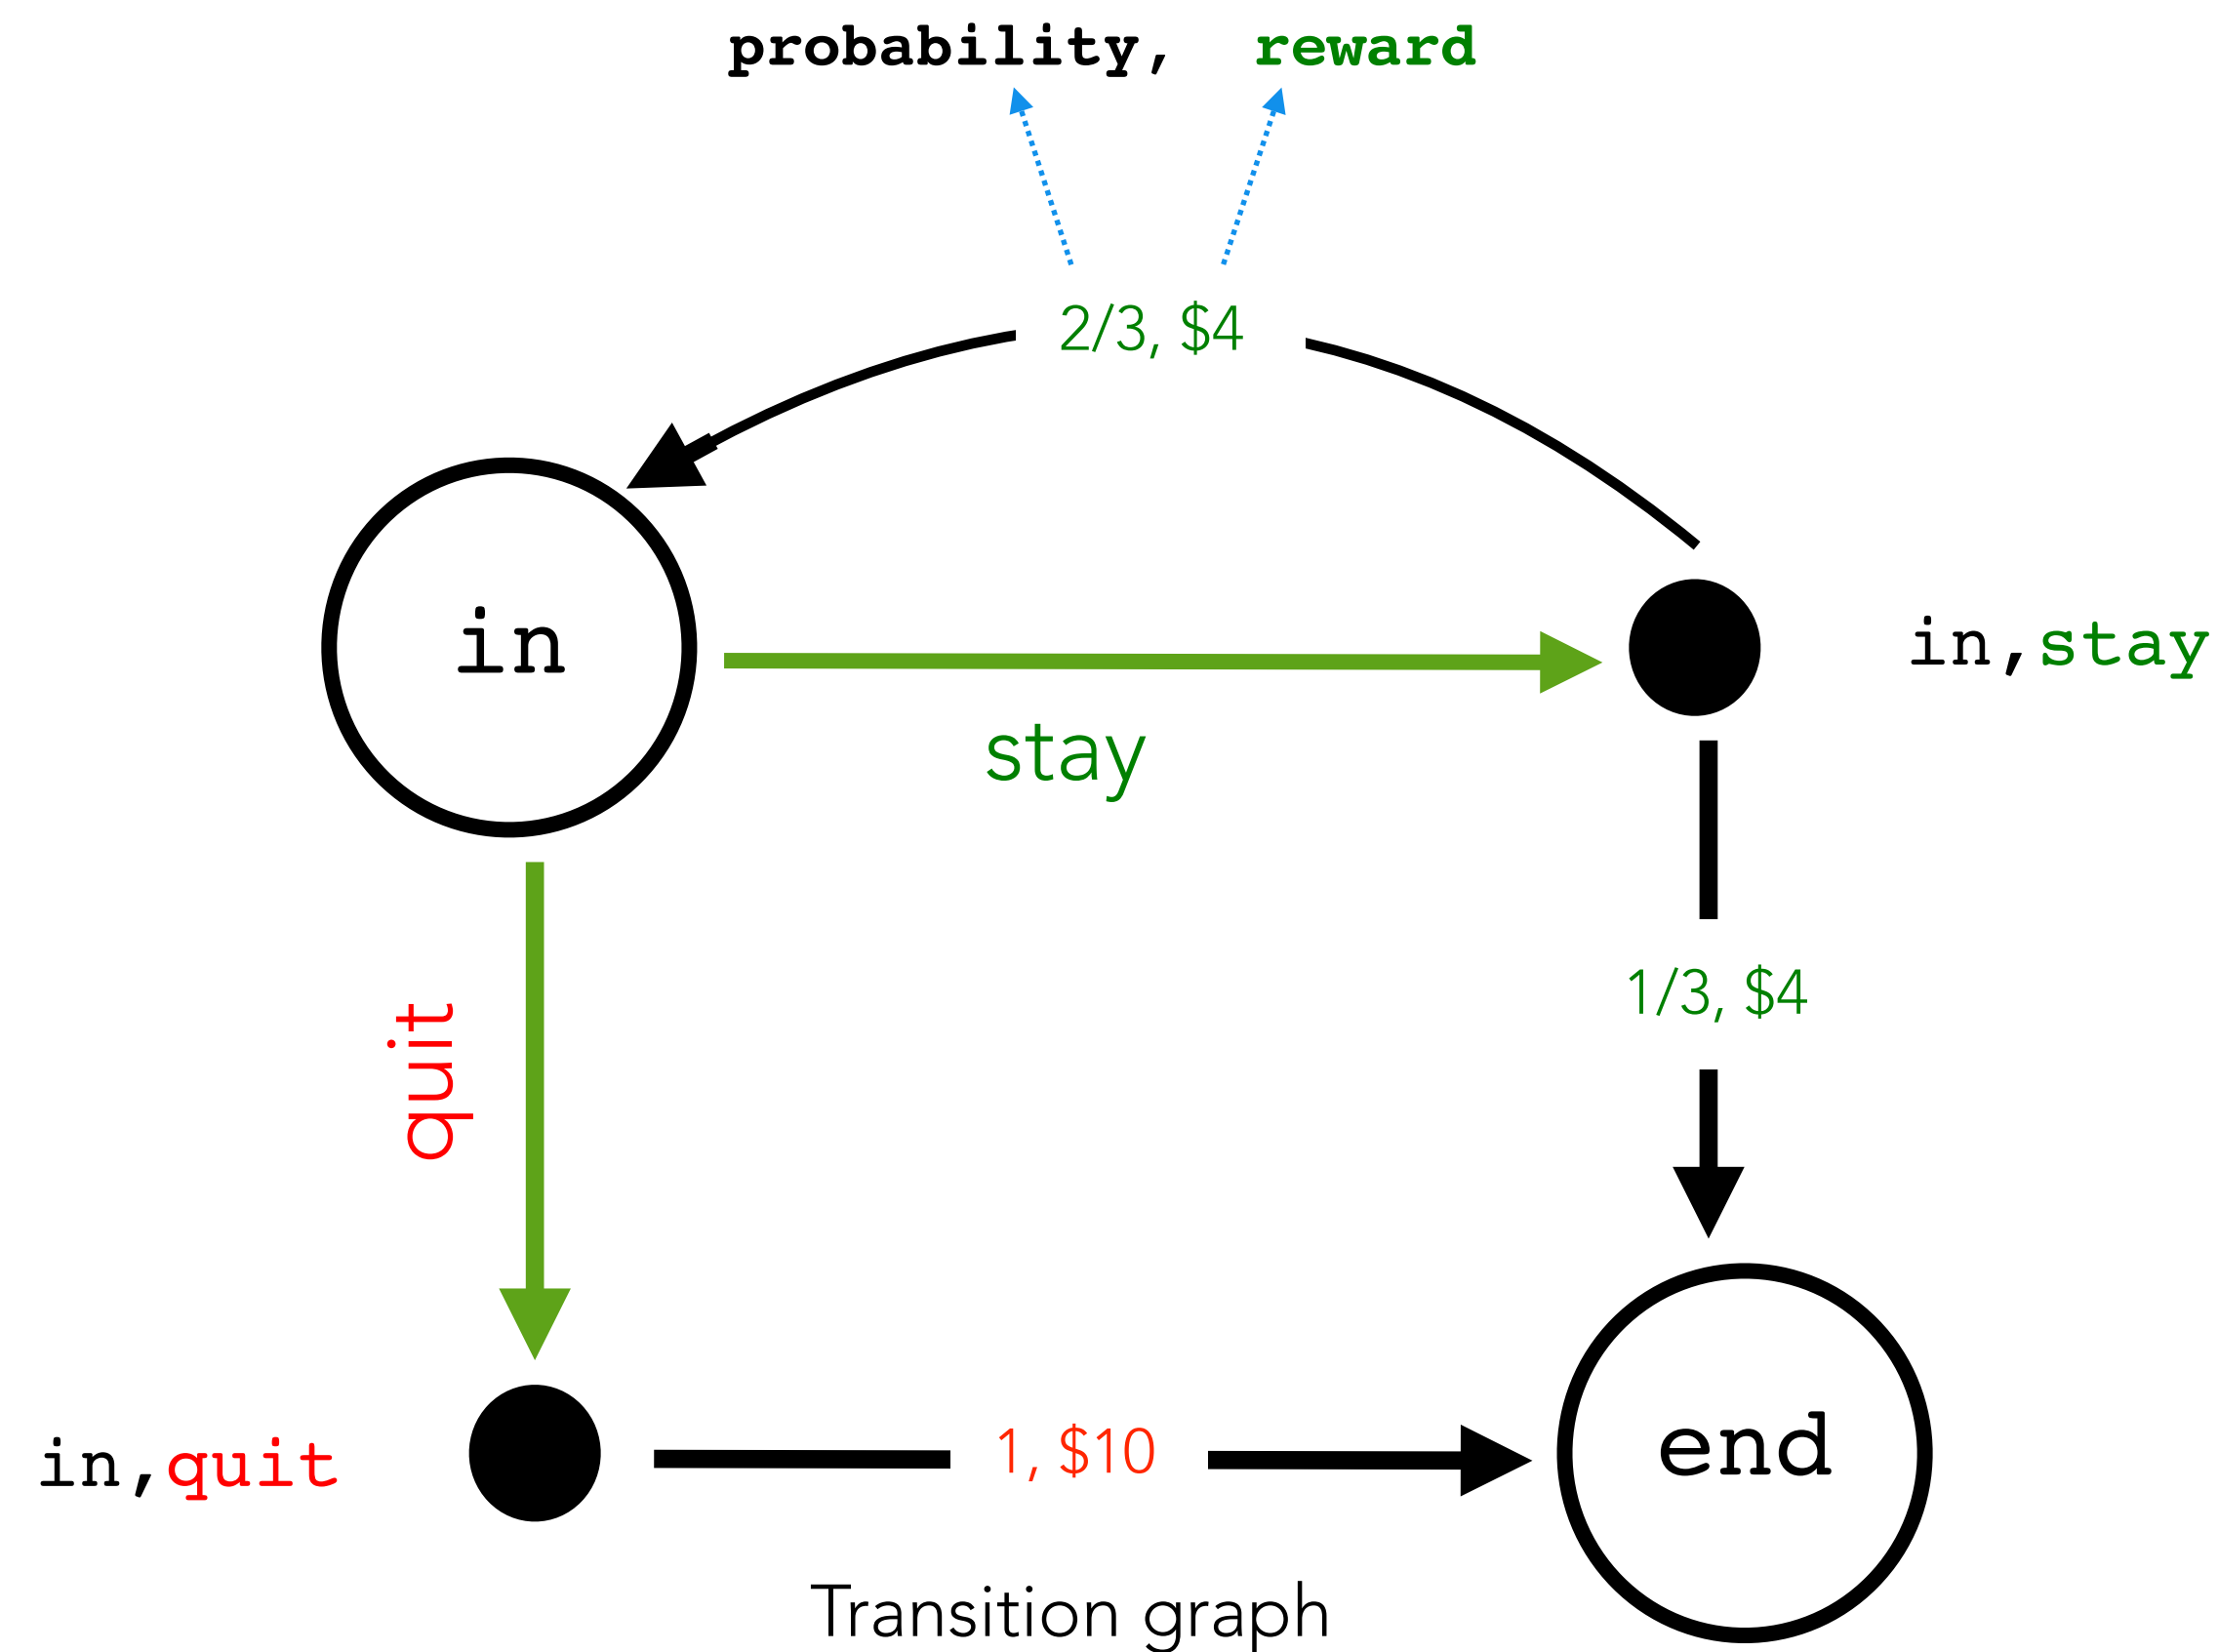 probability, reward
2/3, $4
in
in,stay
stay
1/3, $4
quit
end
in,quit
1, $10
Transition graph